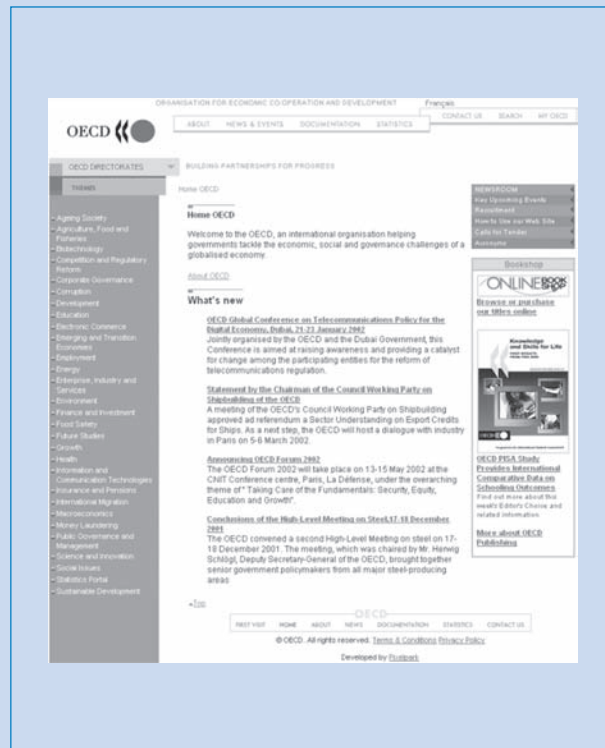 ORGANISATION FOR ECONOMIC CO-OPERATION AND DEVELOPMENT
Français
OECD
ABOUT NEWS & EVENTS DOCUMENTATION STATISTICS
CONTACT US SEARCH MY OECD
OECD DIRECTORATES
BUILDING PARTNERSHIPS FOR PROGRESS
THEMES
Ageing Society
Agriculture, Food and
Fisheries
Biotechnology
Competition and Regulatory
Reform
Corporate Governance
Corruption
Development
Education
Electronic Commerce
Emerging and Transition
Economies
Employment
Energy
Enterprise, Industry and
Services
Environment
Finance and Investment
Food Safety
Future Studies
Growth
Health
Information and
Communication Technologies
Insurance and Pensions
International Migration
Macroeconomics
Money Laundering
Public Governance and
Management
Science and Innovation
Social Issues
Statistics Portal
Sustainable Development
Home OECD
Home OECD
Welcome to the OECD, an international organisation helping
governments tackle the economic, social and governance challenges of a
globalised economy.
About OECD
What's new
OECD Global Conference on Telecommunications Policy for the
Digital Economy, Dubai, 21-23 January 2002
Jointly organised by the OECD and the Dubai Government, this
Conference is aimed at raising awareness and providing a catalyst
for change among the participating entities for the reform of
telecommunications regulation.
Statement by the Chairman of the Council Working Party on
Shipbuilding of the OECD
A meeting of the OECD's Council Working Party on Shipbuilding
approved ad referendum a Sector Understanding on Export Credits
for Ships. As a next step, the OECD will host a dialogue with industry
in Paris on 5-6 March 2002.
Announcing OECD Forum 2002
The OECD Forum 2002 will take place on 13-15 May 2002 at the
CNIT Conference centre, Paris, La Défense, under the overarching
theme of " Taking Care of the Fundamentals: Security, Equity,
Education and Growth".
Conclusions of the High-Level Meeting on Steel,17-18 December
2001
The OECD convened a second High-Level Meeting on steel on 17-
18 December 2001. The meeting, which was chaired by Mr. Herwig
Schlögl, Deputy Secretary-General of the OECD, brought together
senior government policymakers from all major steel-producing
areas
Top
NEWSROOM
Key Upcoming Events
Recruitment
How to Use our Web Site
Calls for Tender
Acronyms
Bookshop
ONLINE BOOK SHOP
Browse or purchase
our titles online
Knowledge
and Skills for Life
OECD PISA Study
Provides International
Comparative Data on
Schooling Outcomes
Find out more about this
week's Editor's Choice and
related information.
More about OECD
Publishing
OECD
FIRST VISIT HOME ABOUT NEWS DOCUMENTATION STATISTICS CONTACT US
© OECD. All rights reserved. Terms & Conditions Privacy Policy
Developed by Pixelpark